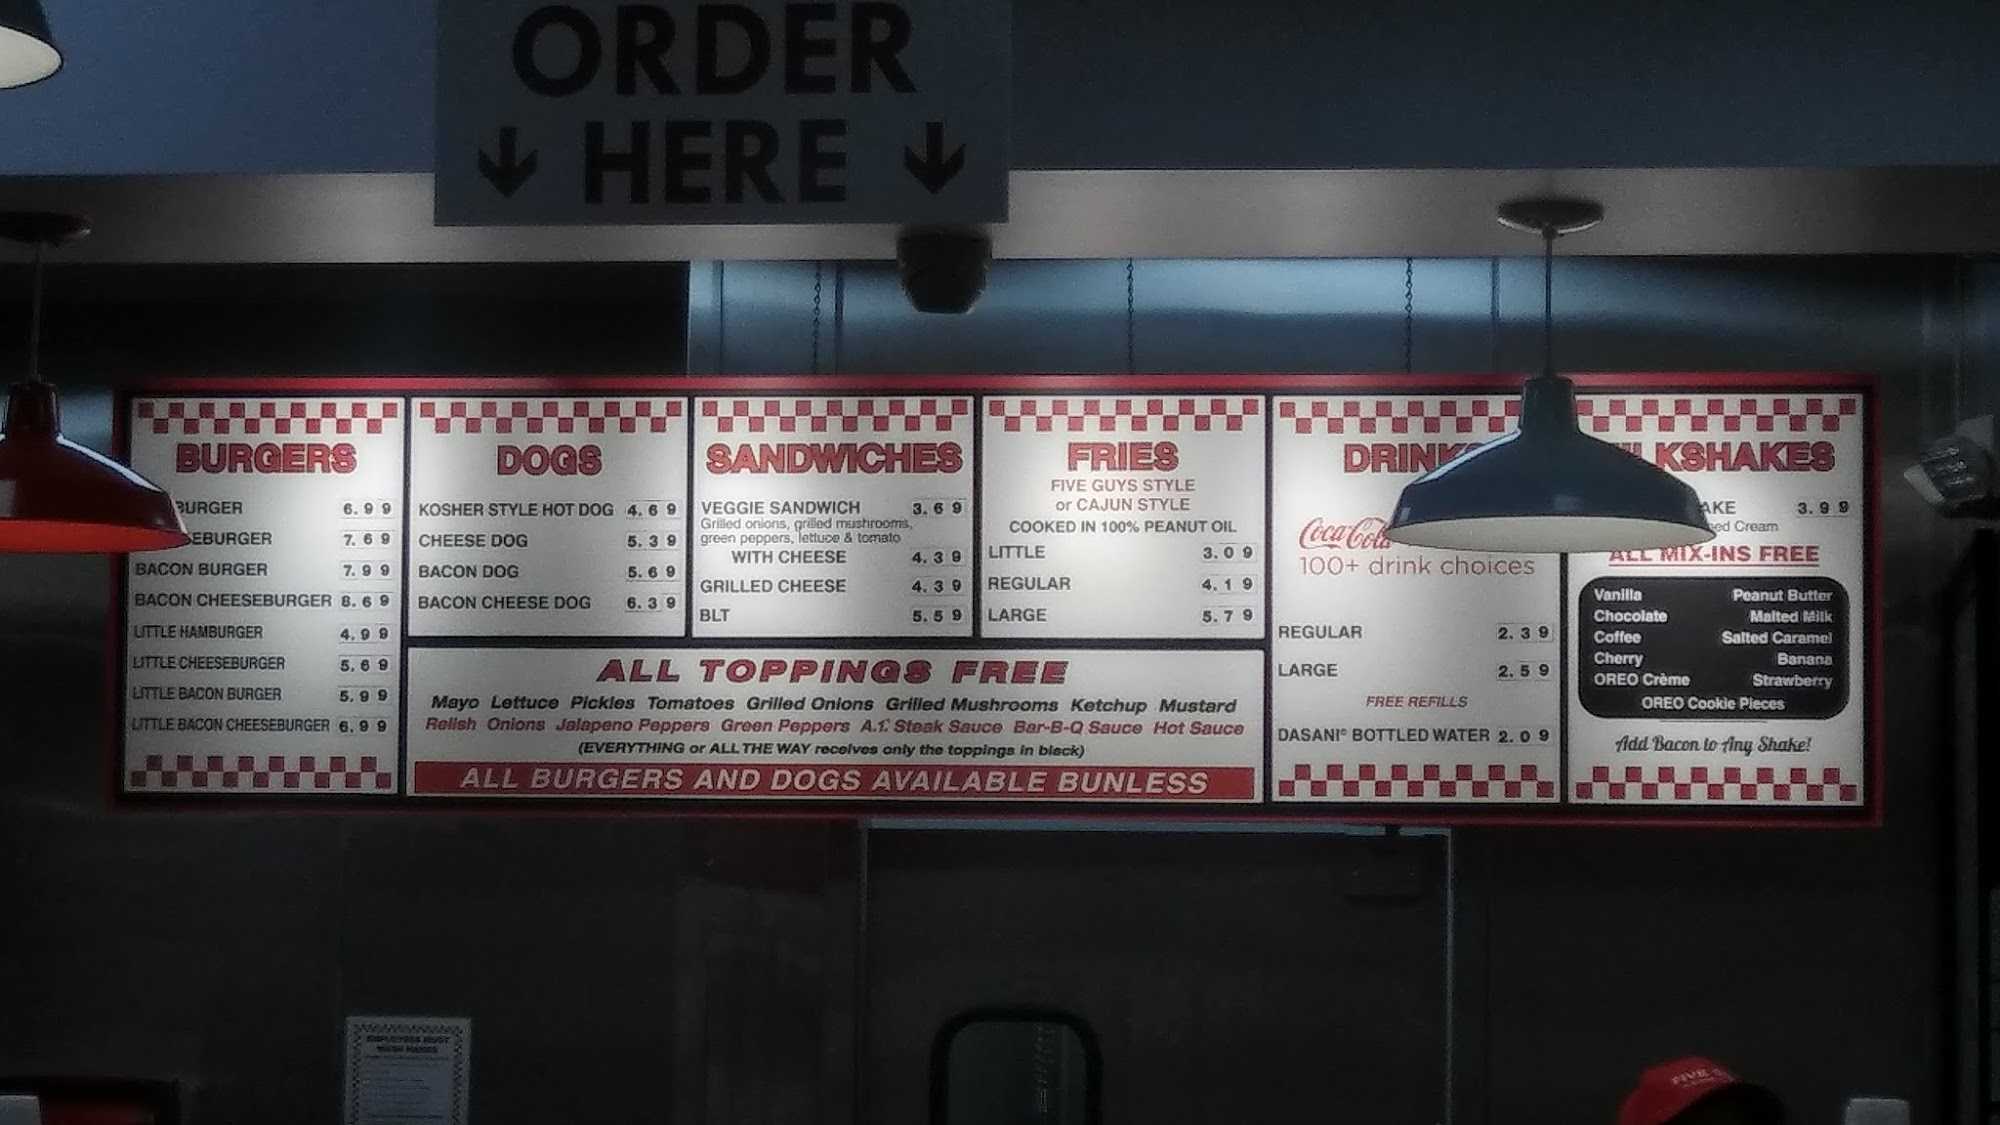 ORDER
HERE
BURGERS
BURGER 6.99
EBURGER 7.69
BACON BURGER 7.99
BACON CHEESEBURGER 8.69
LITTLE HAMBURGER 4.99
LITTLE CHEESEBURGER 5.69
LITTLE BACON BURGER 5.99
LITTLE BACON CHEESEBURGER 6.99
DOGS
KOSHER STYLE HOT DOG 4.69
CHEESE DOG 5.39
BACON DOG 5.69
BACON CHEESE DOG 6.39
SANDWICHES
VEGGIE SANDWICH 3.69
Grilled onions, grilled mushrooms,
green peppers, lettuce & tomato
WITH CHEESE 4.39
GRILLED CHEESE 4.39
BLT 5.59
FRIES
FIVE GUYS STYLE
or CAJUN STYLE
COOKED IN 100% PEANUT OIL
LITTLE 3.09
REGULAR 4.19
LARGE 5.79
ALL TOPPINGS FREE
Mayo Lettuce Pickles Tomatoes Grilled Onions Grilled Mushrooms Ketchup Mustard
Relish Onions Jalapeno Peppers Green Peppers A.1. Steak Sauce Bar-B-Q Sauce Hot Sauce
(EVERYTHING or ALL THE WAY receives only the toppings in black)
ALL BURGERS AND DOGS AVAILABLE BUNLESS
DRINKS
Coca-Cola
100+ drink choices
REGULAR 2.39
LARGE 2.59
FREE REFILLS
DASANI® BOTTLED WATER 2.09
LKSHAKES
AKE 3.99
ed Cream
ALL MIX-INS FREE
Vanilla Peanut Butter
Chocolate Malted Milk
Coffee Salted Caramel
Cherry Banana
OREO Crème Strawberry
OREO Cookie Pieces
Add Bacon to Any Shake!
EMPLOYEES MUST
WASH HANDS
FIVE